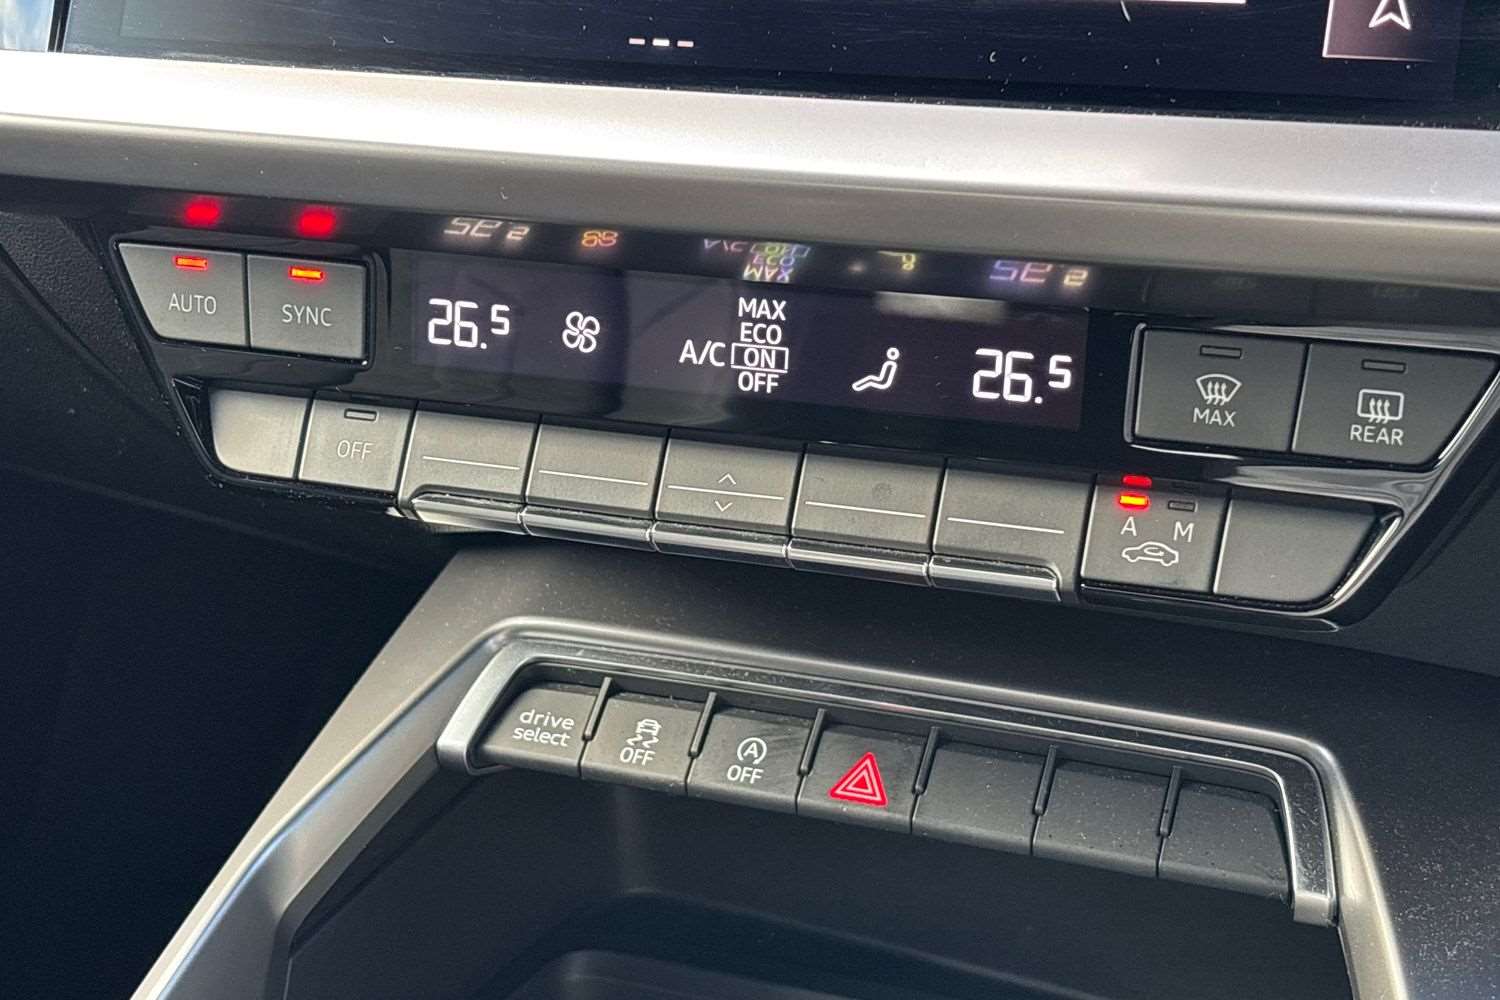 AUTO
SYNC
26.5
MAX
ECO
A/C ON
OFF
26.5
MAX
REAR
OFF
A M
drive
select
OFF
A
OFF